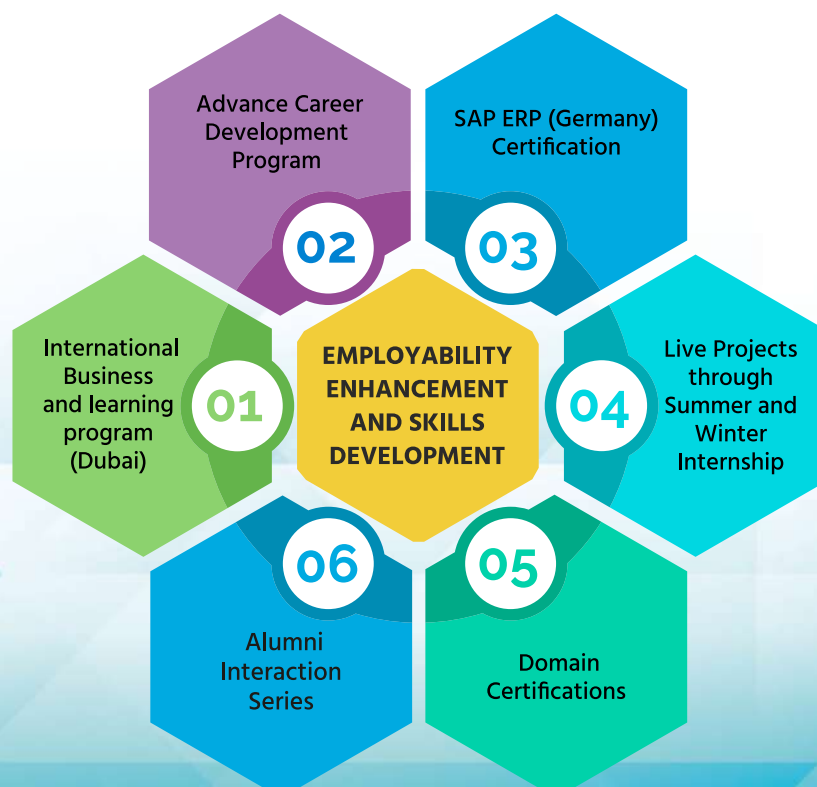 EMPLOYABILITY
ENHANCEMENT
AND SKILLS
DEVELOPMENT
01
International
Business
and learning
program
(Dubai)
02
Advance Career
Development
Program
03
SAP ERP (Germany)
Certification
04
Live Projects
through
Summer and
Winter
Internship
05
Domain
Certifications
06
Alumni
Interaction
Series